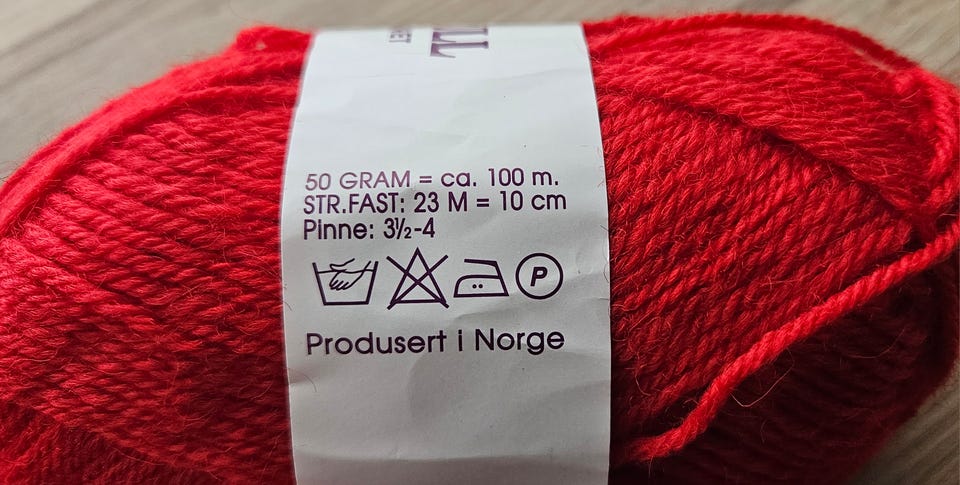 50 GRAM = ca. 100 m.
STR.FAST: 23 M = 10 cm
Pinne: 3½-4
P
Produsert i Norge